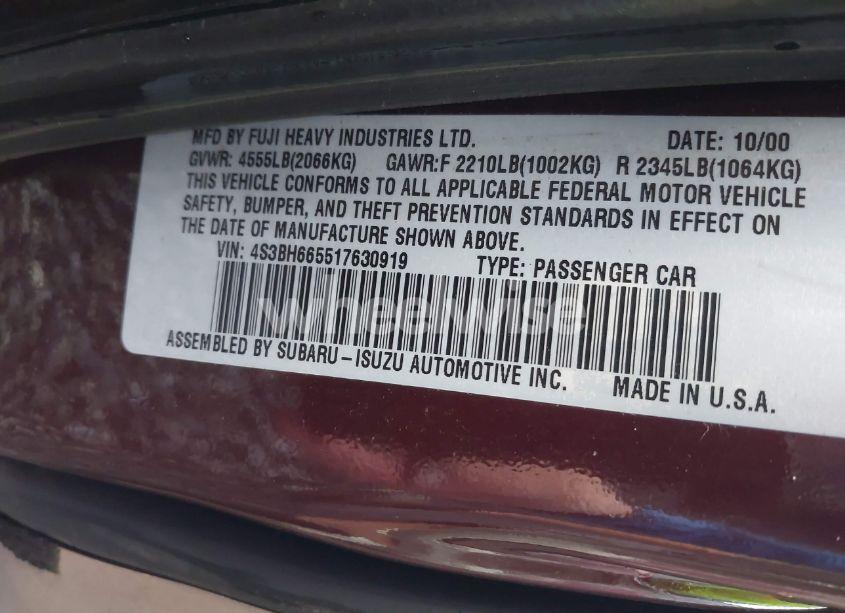 MFD BY FUJI HEAVY INDUSTRIES LTD. DATE: 10/00
GVWR: 4555LB(2066KG) GAWR:F 2210LB(1002KG) R 2345LB(1064KG)
THIS VEHICLE CONFORMS TO ALL APPLICABLE FEDERAL MOTOR VEHICLE
SAFETY, BUMPER, AND THEFT PREVENTION STANDARDS IN EFFECT ON
THE DATE OF MANUFACTURE SHOWN ABOVE.
VIN: 4S3BH665517630919 TYPE: PASSENGER CAR
wheelwise
ASSEMBLED BY SUBARU-ISUZU AUTOMOTIVE INC. MADE IN U.S.A.